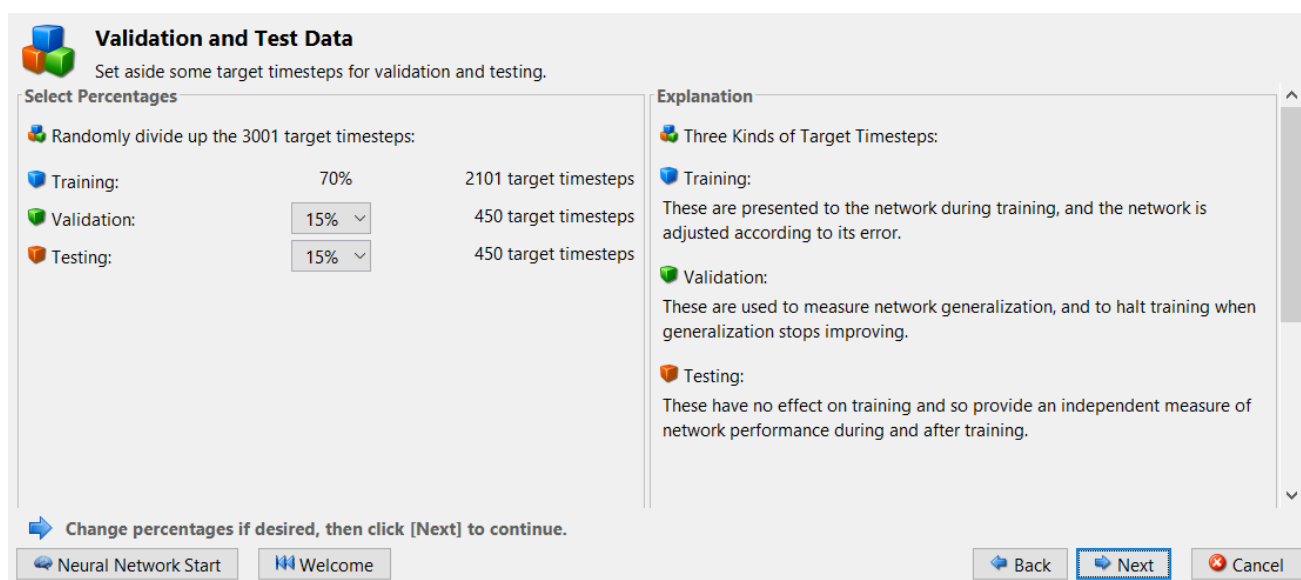 Validation and Test Data
Set aside some target timesteps for validation and testing.
Select Percentages
Randomly divide up the 3001 target timesteps:
Training: 70% 2101 target timesteps
Validation: 15% 450 target timesteps
Testing: 15% 450 target timesteps
Explanation
Three Kinds of Target Timesteps:
Training:
These are presented to the network during training, and the network is
adjusted according to its error.
Validation:
These are used to measure network generalization, and to halt training when
generalization stops improving.
Testing:
These have no effect on training and so provide an independent measure of
network performance during and after training.
Change percentages if desired, then click [Next] to continue.
Neural Network Start Welcome Back Next Cancel